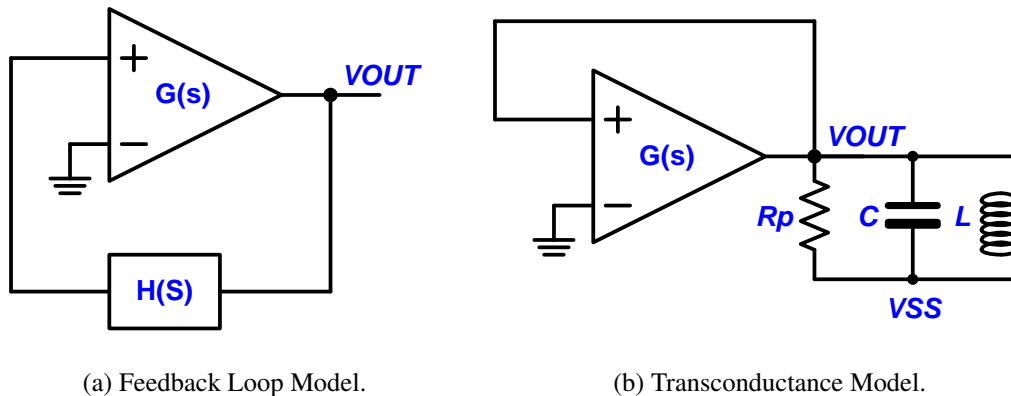 +
G(s)
−
VOUT
H(S)
(a) Feedback Loop Model.
+
G(s)
−
VOUT
Rp
C
L
VSS
(b) Transconductance Model.